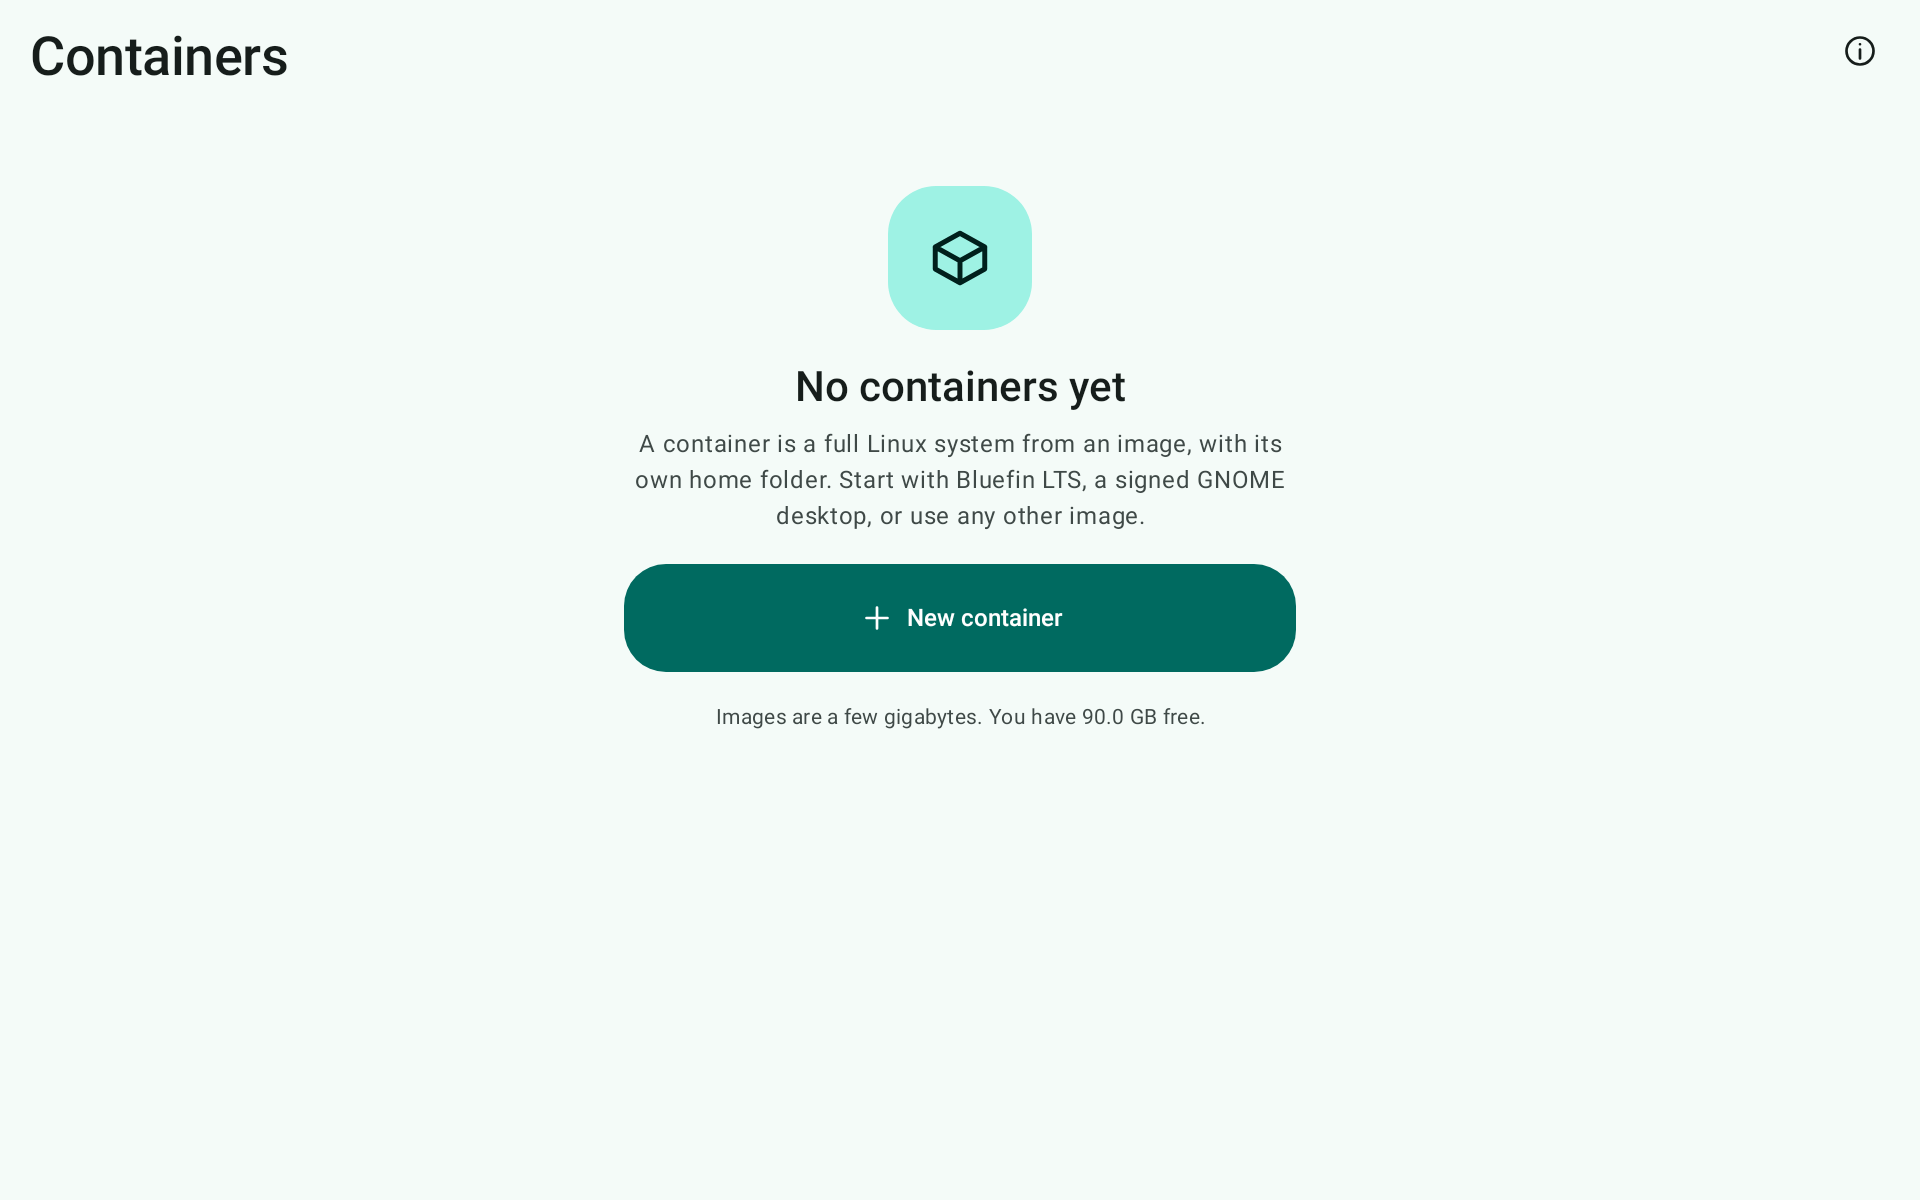 Containers
No containers yet
A container is a full Linux system from an image, with its
own home folder. Start with Bluefin LTS, a signed GNOME
desktop, or use any other image.
New container
Images are a few gigabytes. You have 90.0 GB free.